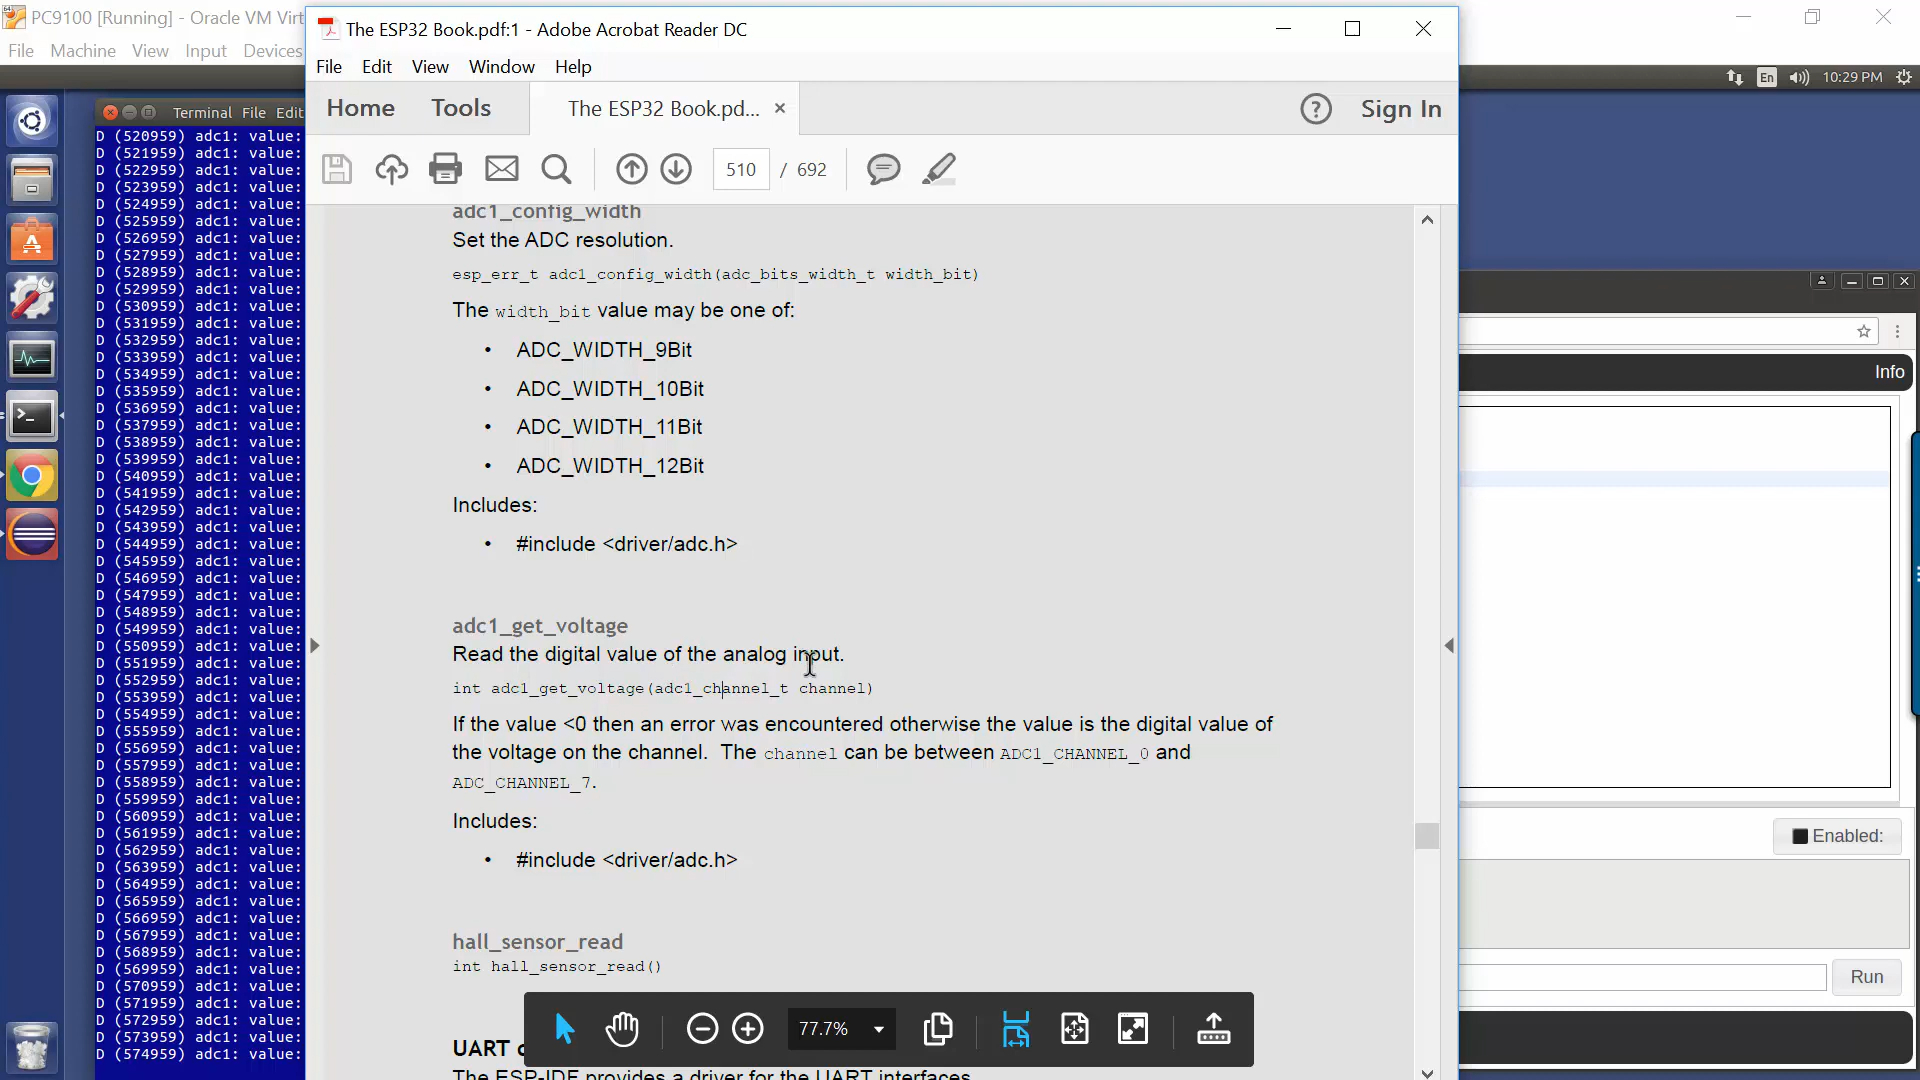 PC9100 [Running] - Oracle VM Virt
File Machine View Input Devices
The ESP32 Book.pdf:1 - Adobe Acrobat Reader DC
File Edit View Window Help
Home Tools The ESP32 Book.pd... × Sign In
510 / 692
En 10:29 PM
Terminal File Edit
D (520959) adc1: value:
D (521959) adc1: value:
D (522959) adc1: value:
D (523959) adc1: value:
D (524959) adc1: value:
D (525959) adc1: value:
D (526959) adc1: value:
D (527959) adc1: value:
D (528959) adc1: value:
D (529959) adc1: value:
D (530959) adc1: value:
D (531959) adc1: value:
D (532959) adc1: value:
D (533959) adc1: value:
D (534959) adc1: value:
D (535959) adc1: value:
D (536959) adc1: value:
D (537959) adc1: value:
D (538959) adc1: value:
D (539959) adc1: value:
D (540959) adc1: value:
D (541959) adc1: value:
D (542959) adc1: value:
D (543959) adc1: value:
D (544959) adc1: value:
D (545959) adc1: value:
D (546959) adc1: value:
D (547959) adc1: value:
D (548959) adc1: value:
D (549959) adc1: value:
D (550959) adc1: value:
D (551959) adc1: value:
D (552959) adc1: value:
D (553959) adc1: value:
D (554959) adc1: value:
D (555959) adc1: value:
D (556959) adc1: value:
D (557959) adc1: value:
D (558959) adc1: value:
D (559959) adc1: value:
D (560959) adc1: value:
D (561959) adc1: value:
D (562959) adc1: value:
D (563959) adc1: value:
D (564959) adc1: value:
D (565959) adc1: value:
D (566959) adc1: value:
D (567959) adc1: value:
D (568959) adc1: value:
D (569959) adc1: value:
D (570959) adc1: value:
D (571959) adc1: value:
D (572959) adc1: value:
D (573959) adc1: value:
D (574959) adc1: value:
adc1_config_width
Set the ADC resolution.
esp_err_t adc1_config_width(adc_bits_width_t width_bit)
The width_bit value may be one of:
• ADC_WIDTH_9Bit
• ADC_WIDTH_10Bit
• ADC_WIDTH_11Bit
• ADC_WIDTH_12Bit
Includes:
• #include <driver/adc.h>
adc1_get_voltage
Read the digital value of the analog input.
int adc1_get_voltage(adc1_channel_t channel)
If the value <0 then an error was encountered otherwise the value is the digital value of
the voltage on the channel. The channel can be between ADC1_CHANNEL_0 and
ADC_CHANNEL_7.
Includes:
• #include <driver/adc.h>
hall_sensor_read
int hall_sensor_read()
UART
The ESP-IDF provides a driver for the UART interfaces.
77.7%
Info
Enabled:
Run